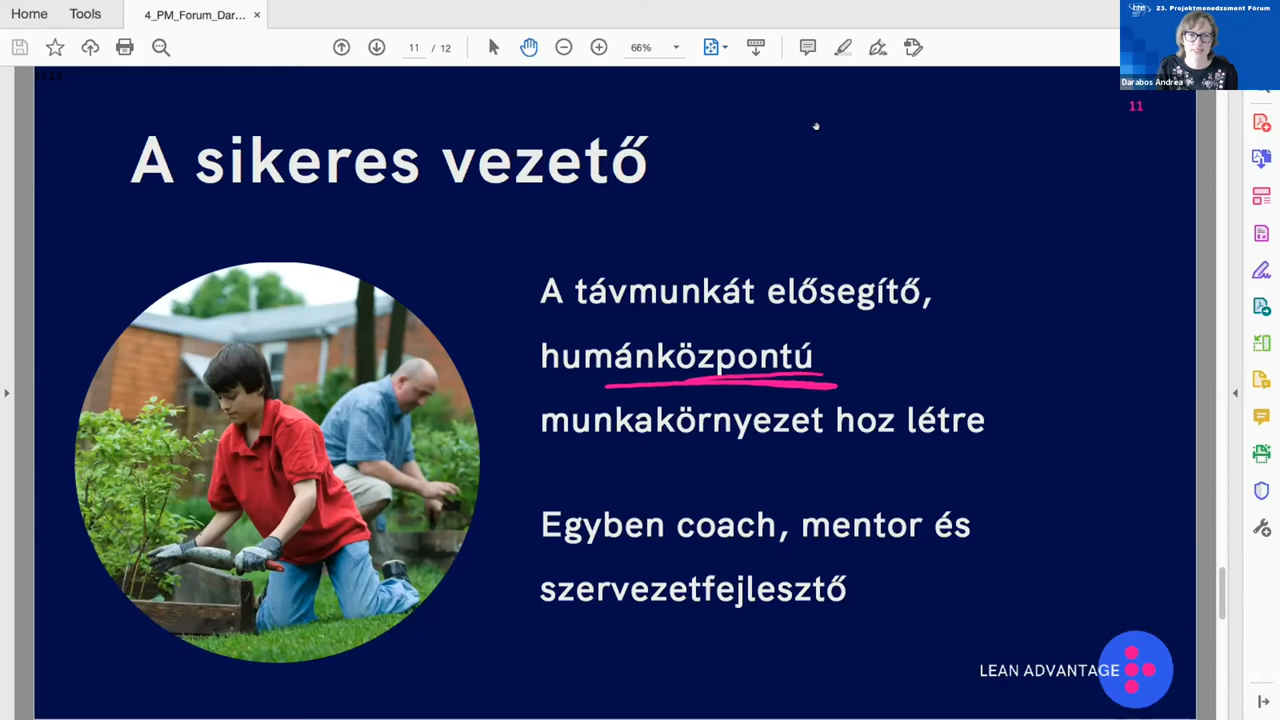 Home
Tools
4_PM_Forum_Dar...
11 / 12
66%
23. Projektmenedzsment Fórum
Darabos Andrea
11
A sikeres vezető
A távmunkát elősegítő,
humánközpontú
munkakörnyezet hoz létre
Egyben coach, mentor és
szervezetfejlesztő
LEAN ADVANTAGE